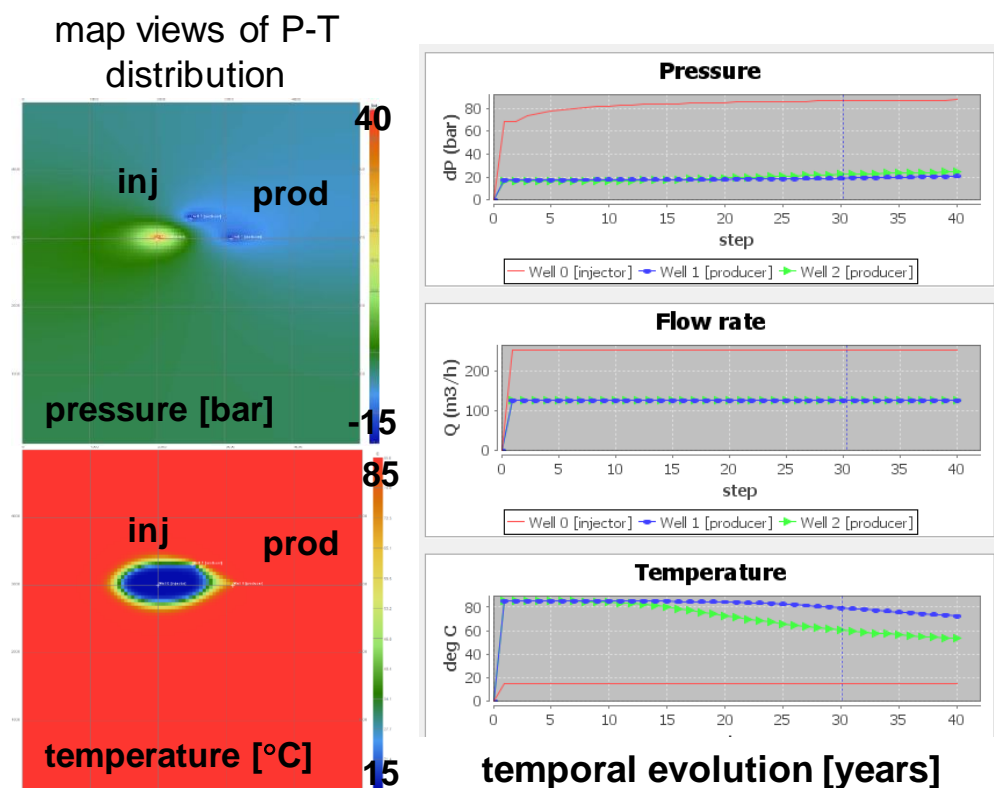 map views of P-T
distribution
40
inj
prod
pressure [bar]
-15
85
inj
prod
temperature [°C]
15
Pressure
dP (bar)
80
60
40
20
0
0 5 10 15 20 25 30 35 40
step
Well 0 [injector] Well 1 [producer] Well 2 [producer]
Flow rate
Q (m3/h)
200
100
0
0 5 10 15 20 25 30 35 40
step
Well 0 [injector] Well 1 [producer] Well 2 [producer]
Temperature
deg C
80
60
40
20
0
0 5 10 15 20 25 30 35 40
temporal evolution [years]